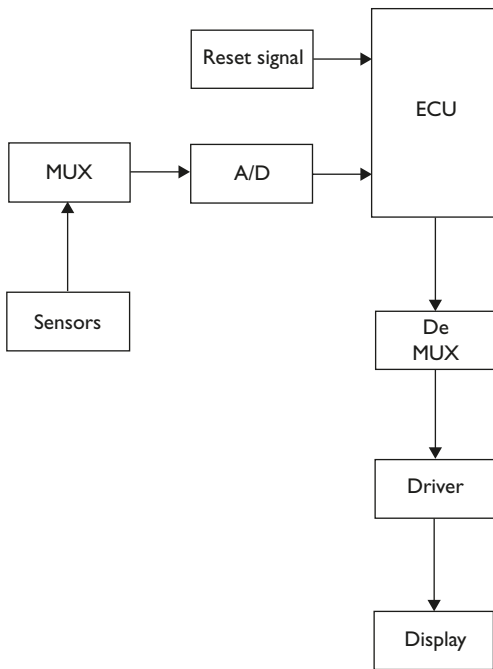 Reset signal
ECU
MUX
A/D
Sensors
De
MUX
Driver
Display